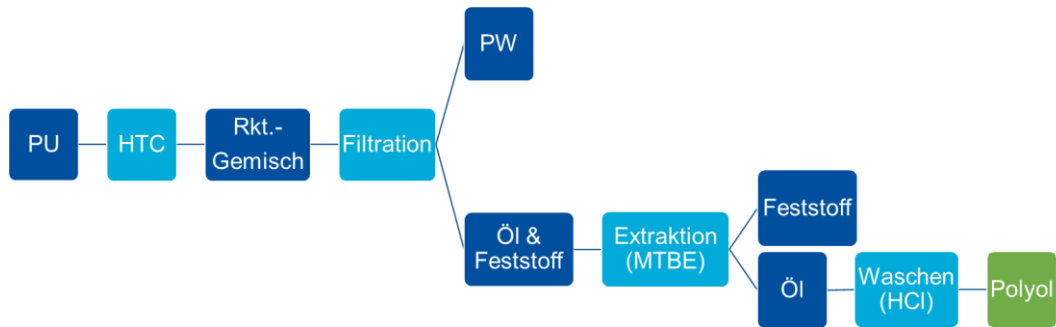 PW
PU
HTC
Rkt.-
Gemisch
Filtration
Öl &
Feststoff
Extraktion
(MTBE)
Feststoff
Öl
Waschen
(HCl)
Polyol